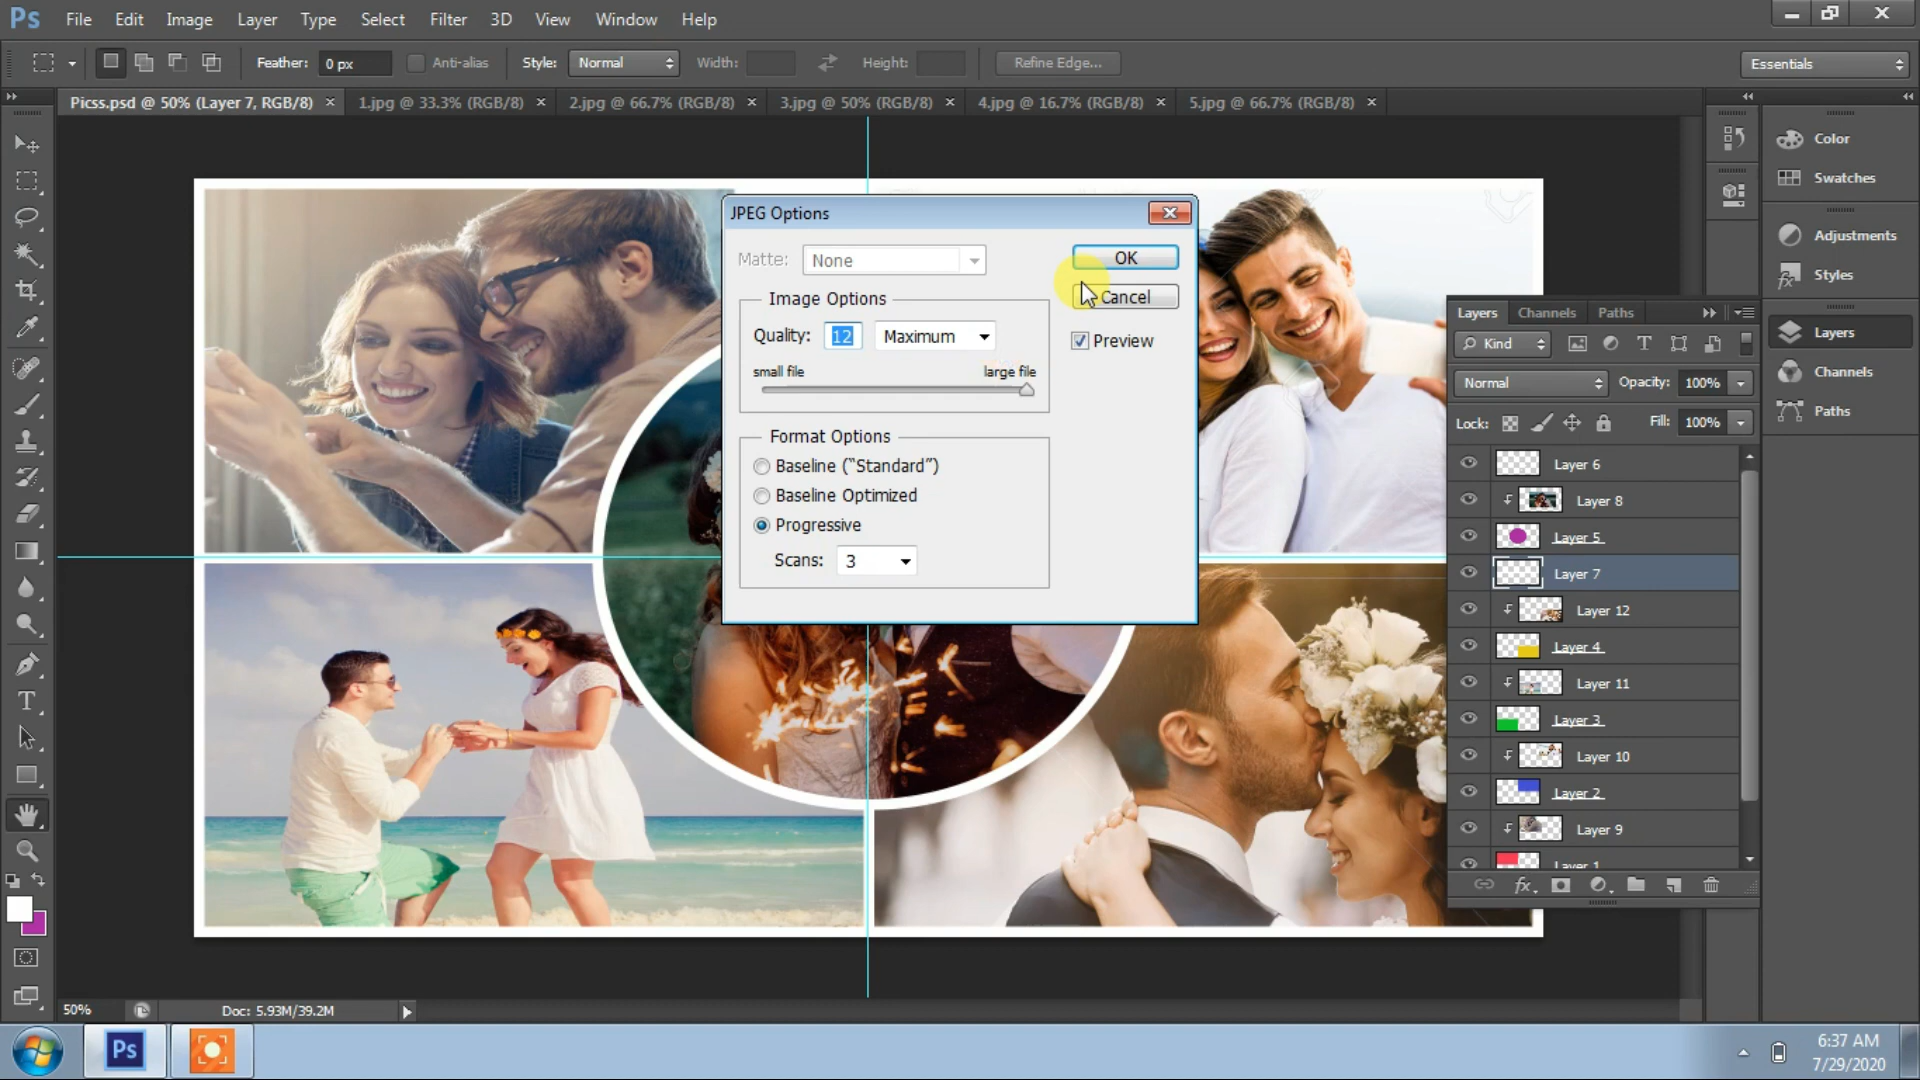 Ps File Edit Image Layer Type Select Filter 3D View Window Help
Feather: 0 px Anti-alias Style: Normal Width: Height: Refine Edge... Essentials
Picss.psd @ 50% (Layer 7, RGB/8) × 1.jpg @ 33.3% (RGB/8) × 2.jpg @ 66.7% (RGB/8) × 3.jpg @ 50% (RGB/8) × 4.jpg @ 16.7% (RGB/8) × 5.jpg @ 66.7% (RGB/8) ×
JPEG Options
Matte: None
OK
Cancel
Preview
Image Options
Quality: 12 Maximum
small file large file
Format Options
Baseline ("Standard")
Baseline Optimized
Progressive
Scans: 3
Color
Swatches
Adjustments
Styles
Layers
Channels
Paths
Layers Channels Paths
Kind
Normal Opacity: 100%
Lock: Fill: 100%
Layer 6
Layer 8
Layer 5
Layer 7
Layer 12
Layer 4
Layer 11
Layer 3
Layer 10
Layer 2
Layer 9
Layer 1
fx
50% Doc: 5.93M/39.2M
Ps
6:37 AM
7/29/2020